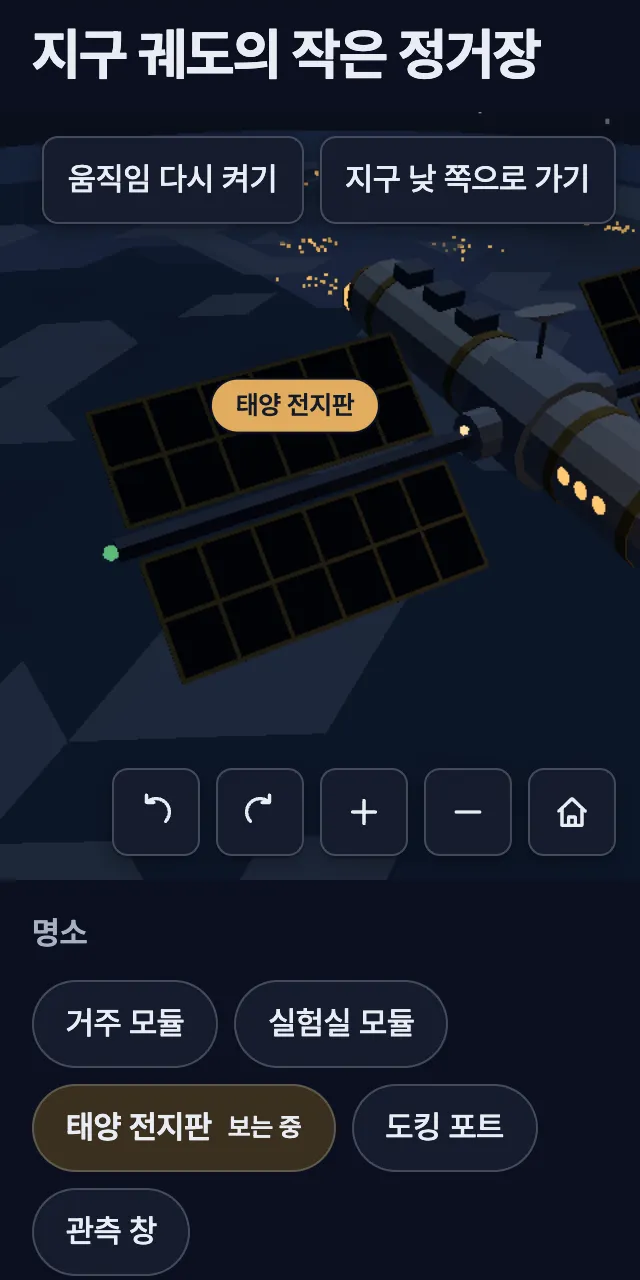 지구 궤도의 작은 정거장
움직임 다시 켜기
지구 낮 쪽으로 가기
태양 전지판
명소
거주 모듈
실험실 모듈
태양 전지판 보는 중
도킹 포트
관측 창